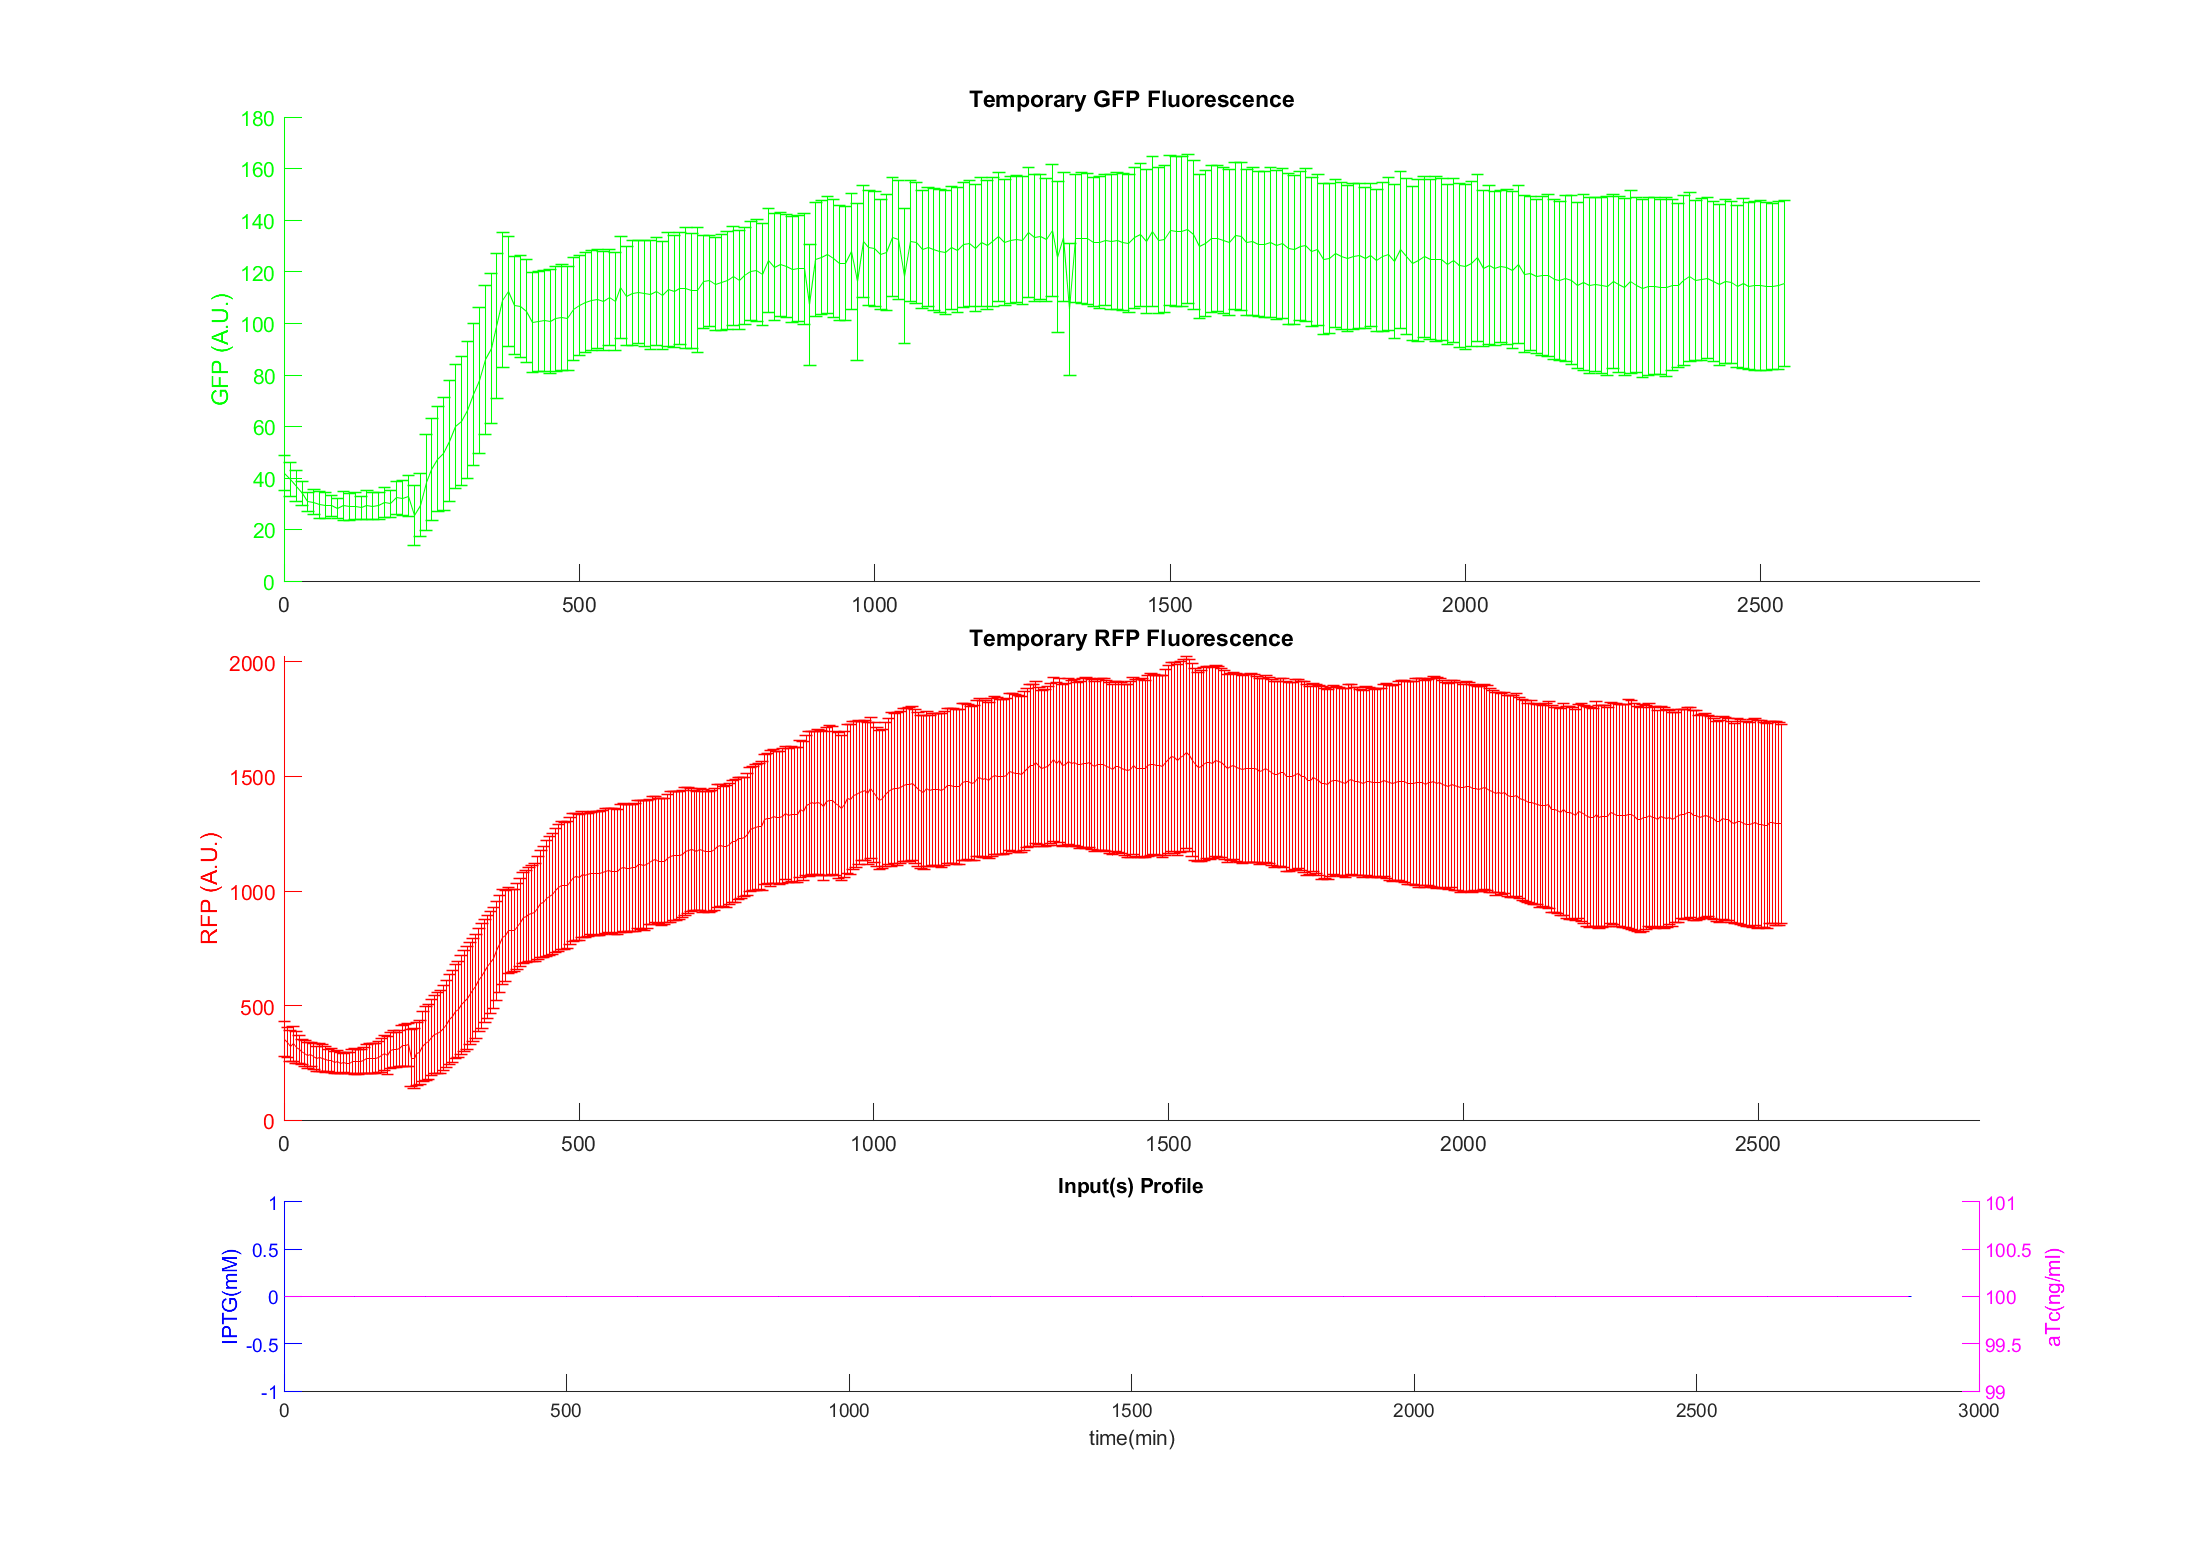 Temporary GFP Fluorescence
180
160
140
120
100
80
60
40
20
0
GFP (A.U.)
0 500 1000 1500 2000 2500
Temporary RFP Fluorescence
2000
1500
1000
500
0
RFP (A.U.)
0 500 1000 1500 2000 2500
Input(s) Profile
1
0.5
0
-0.5
-1
IPTG(mM)
101
100.5
100
99.5
99
aTc(ng/ml)
0 500 1000 1500 2000 2500 3000
time(min)